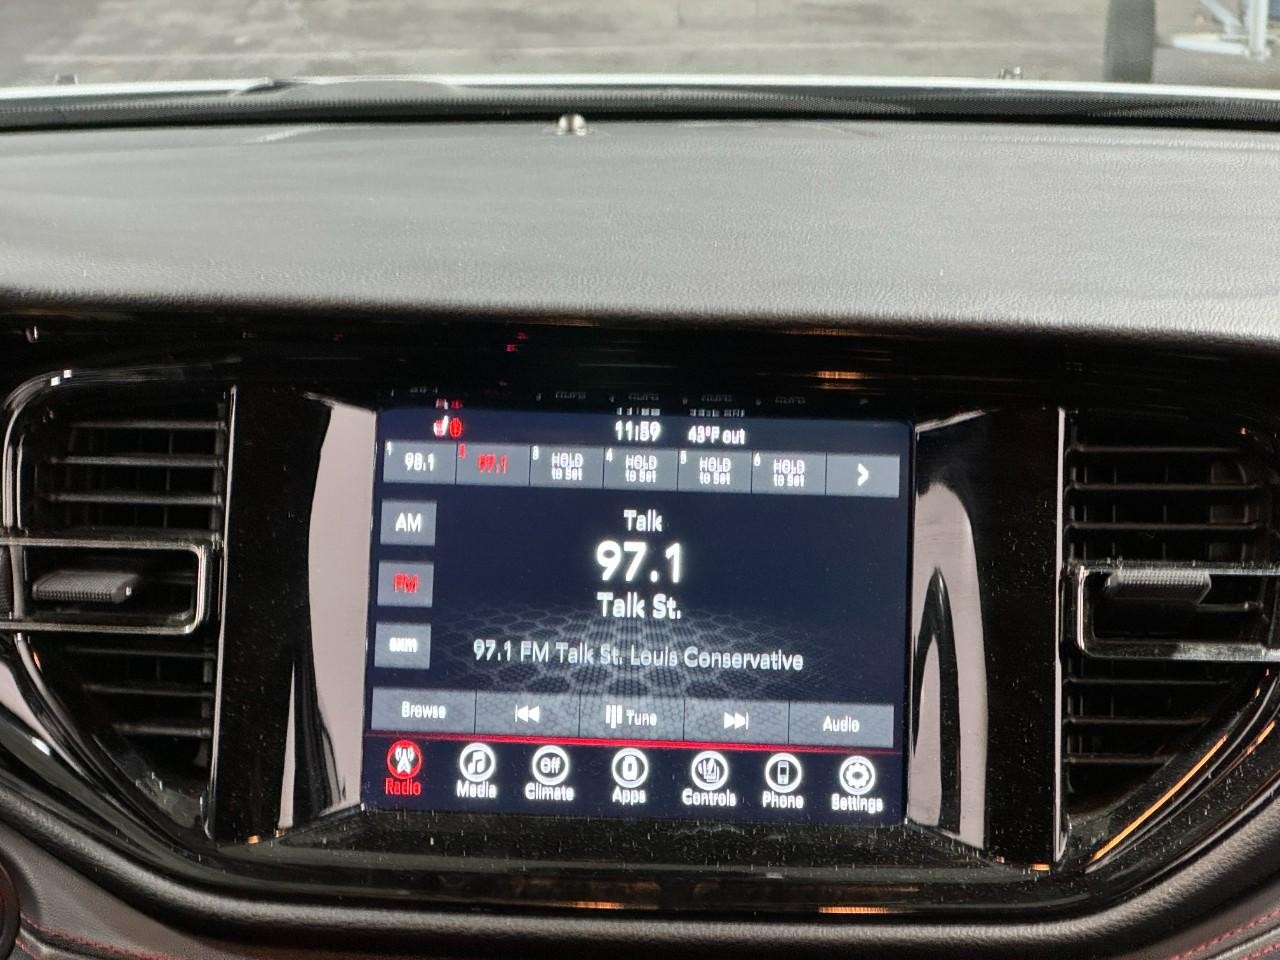 11:59 43°F out
1 98.1
2 97.1
3 HOLD to Set
4 HOLD to Set
5 HOLD to Set
6 HOLD to Set
AM
FM
sxm
Talk
97.1
Talk St.
97.1 FM Talk St. Louis Conservative
Browse Tune Audio
Radio Media Off Climate Apps Controls Phone Settings